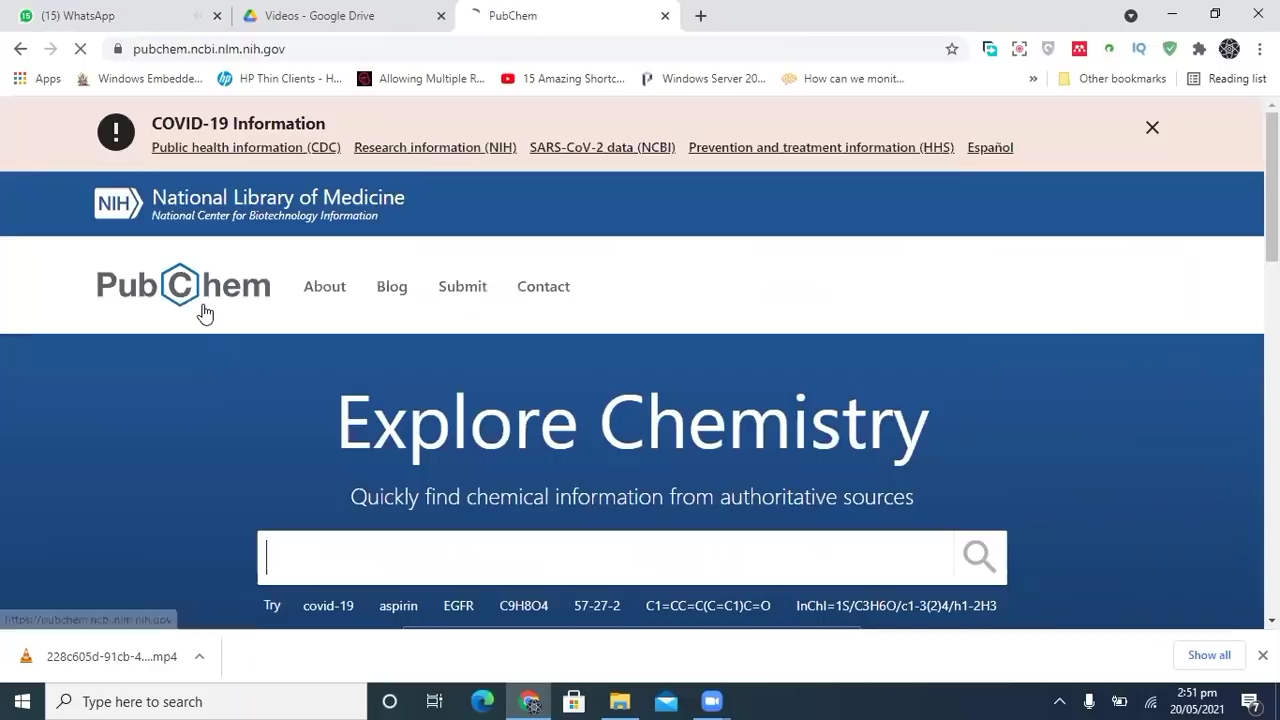 (15) WhatsApp
Videos - Google Drive
PubChem
pubchem.ncbi.nlm.nih.gov
IQ
Apps
Windows Embedde...
HP Thin Clients - H...
Allowing Multiple R...
15 Amazing Shortc...
Windows Server 20...
How can we monit...
»
Other bookmarks
Reading list
COVID-19 Information
Public health information (CDC) Research information (NIH) SARS-CoV-2 data (NCBI) Prevention and treatment information (HHS) Español
NIH
National Library of Medicine
National Center for Biotechnology Information
PubChem
About Blog Submit Contact
Explore Chemistry
Quickly find chemical information from authoritative sources
Try covid-19 aspirin EGFR C9H8O4 57-27-2 C1=CC=C(C=C1)C=O InChI=1S/C3H6O/c1-3(2)4/h1-2H3
https://pubchem.ncbi.nlm.nih.gov
228c605d-91cb-4....mp4
Show all
Type here to search
2:51 pm
20/05/2021
7